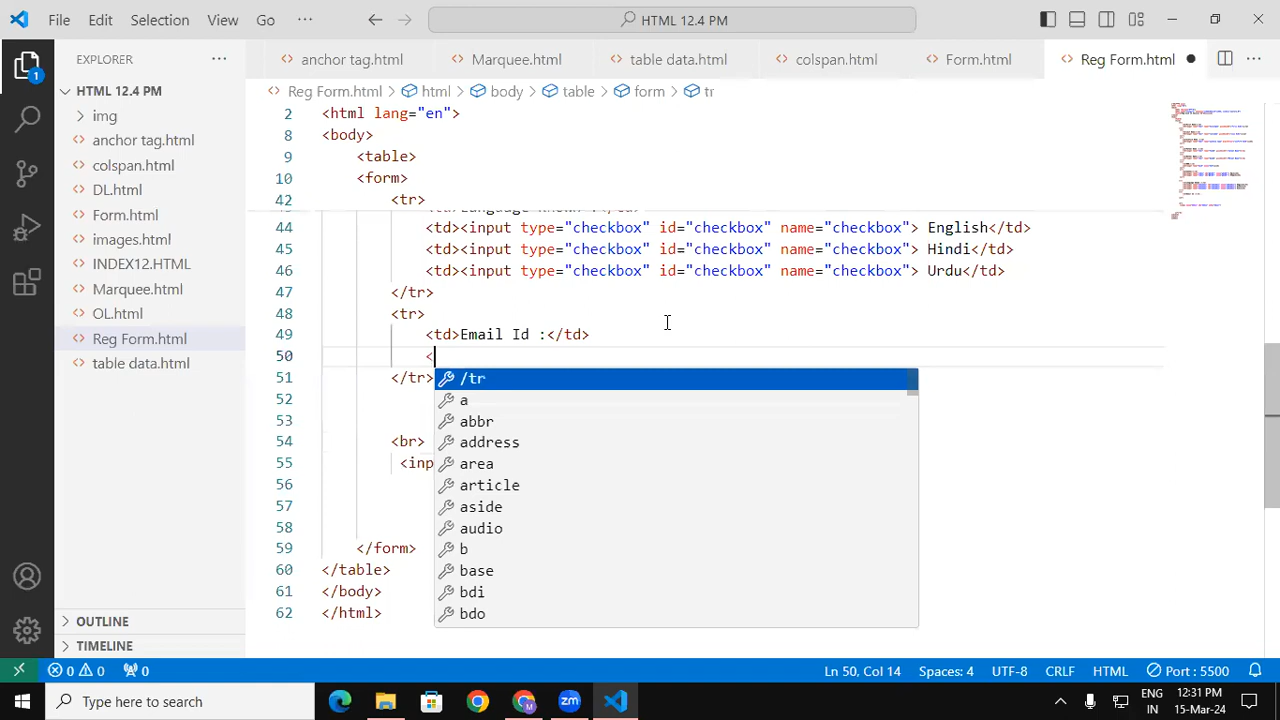 File Edit Selection View Go ··· HTML 12.4 PM
EXPLORER ···
anchor tag.html Marquee.html table data.html colspan.html Form.html Reg Form.html ● ···
1
HTML 12.4 PM
img
anchor tag.html
colspan.html
DL.html
Form.html
images.html
INDEX12.HTML
Marquee.html
OL.html
Reg Form.html
table data.html
OUTLINE
TIMELINE
Reg Form.html > html > body > table > form > tr
2 <html lang="en">
8 <body>
9 <table>
10 <form>
42 <tr>
44 <td><input type="checkbox" id="checkbox" name="checkbox"> English</td>
45 <td><input type="checkbox" id="checkbox" name="checkbox"> Hindi</td>
46 <td><input type="checkbox" id="checkbox" name="checkbox"> Urdu</td>
47 </tr>
48 <tr>
49 <td>Email Id :</td>
50 <
51 </tr>
52
53
54 <br>
55 <inp
56
57
58
59 </form>
60 </table>
61 </body>
62 </html>
/tr
a
abbr
address
area
article
aside
audio
b
base
bdi
bdo
0 0 0 Ln 50, Col 14 Spaces: 4 UTF-8 CRLF HTML Port : 5500
Type here to search ENG IN 12:31 PM 15-Mar-24